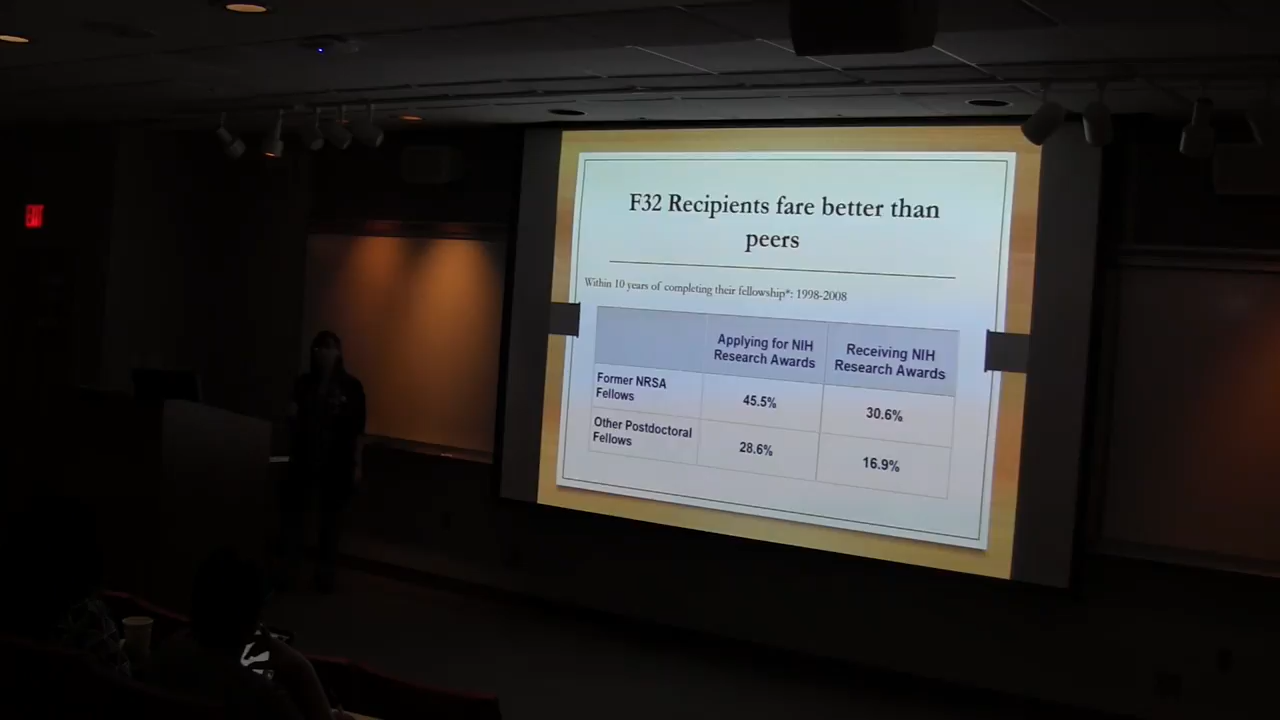 EXIT
F32 Recipients fare better than
peers
Within 10 years of completing their fellowship*: 1998-2008
Applying for NIH
Research Awards
Receiving NIH
Research Awards
Former NRSA
Fellows
45.5%
30.6%
Other Postdoctoral
Fellows
28.6%
16.9%